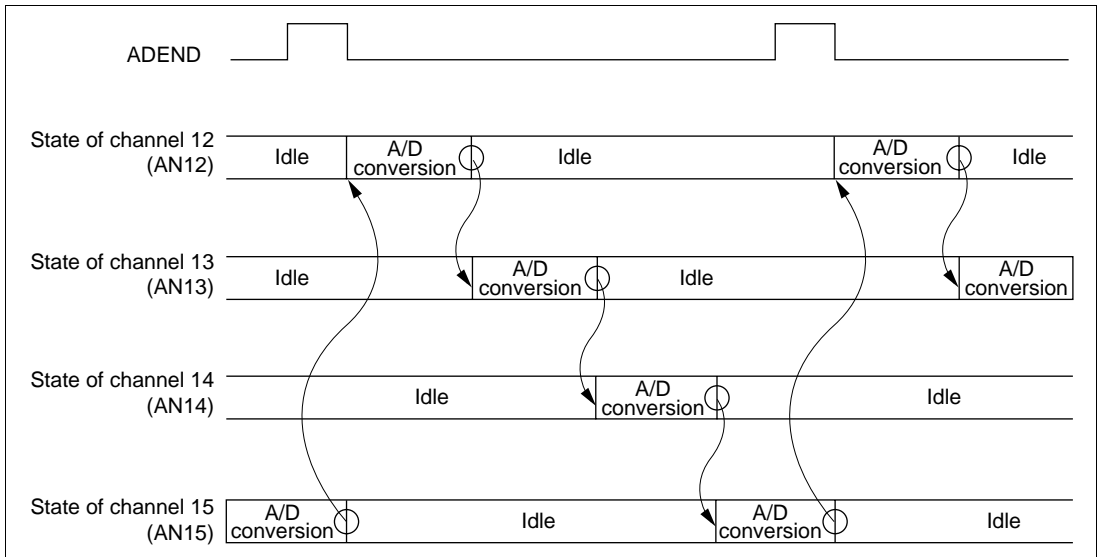 ADEND
State of channel 12
(AN12)
Idle
A/D
conversion
Idle
A/D
conversion
Idle
State of channel 13
(AN13)
Idle
A/D
conversion
Idle
A/D
conversion
State of channel 14
(AN14)
Idle
A/D
conversion
Idle
State of channel 15
(AN15)
A/D
conversion
Idle
A/D
conversion
Idle